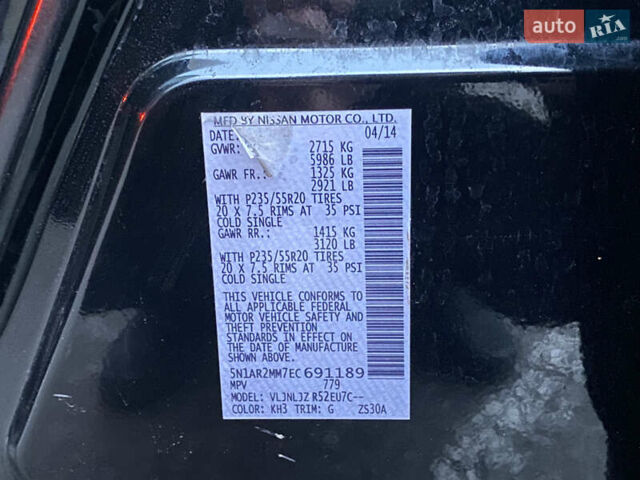 auto RIA.com
MFD BY NISSAN MOTOR CO., LTD.
DATE: 04/14
GVWR: 2715 KG
5986 LB
GAWR FR.: 1325 KG
2921 LB
WITH P235/55R20 TIRES
20 X 7.5 RIMS AT 35 PSI
COLD SINGLE
GAWR RR.: 1415 KG
3120 LB
WITH P235/55R20 TIRES
20 X 7.5 RIMS AT 35 PSI
COLD SINGLE
THIS VEHICLE CONFORMS TO
ALL APPLICABLE FEDERAL
MOTOR VEHICLE SAFETY AND
THEFT PREVENTION
STANDARDS IN EFFECT ON
THE DATE OF MANUFACTURE
SHOWN ABOVE.
5N1AR2MM7EC691189
MPV 779
MODEL: VLJNLJZ R52EU7C--
COLOR: KH3 TRIM: G ZS30A